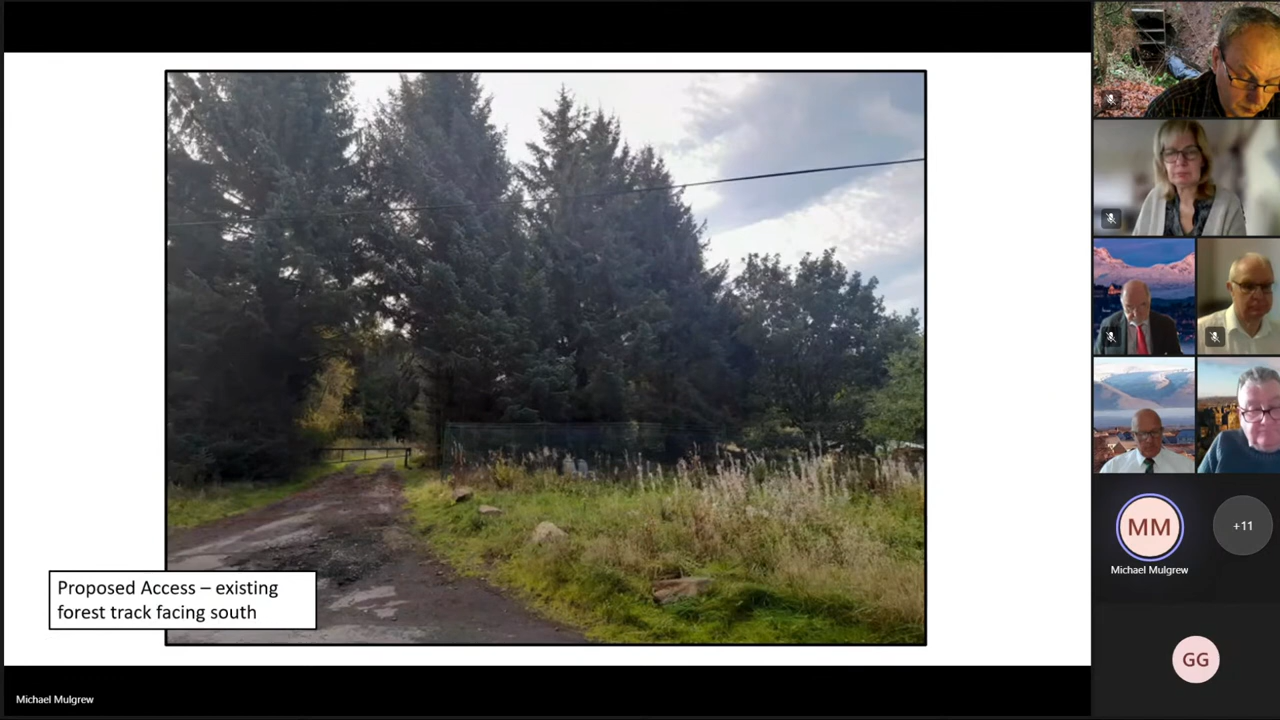 Proposed Access – existing
forest track facing south
Michael Mulgrew
MM
+11
Michael Mulgrew
GG